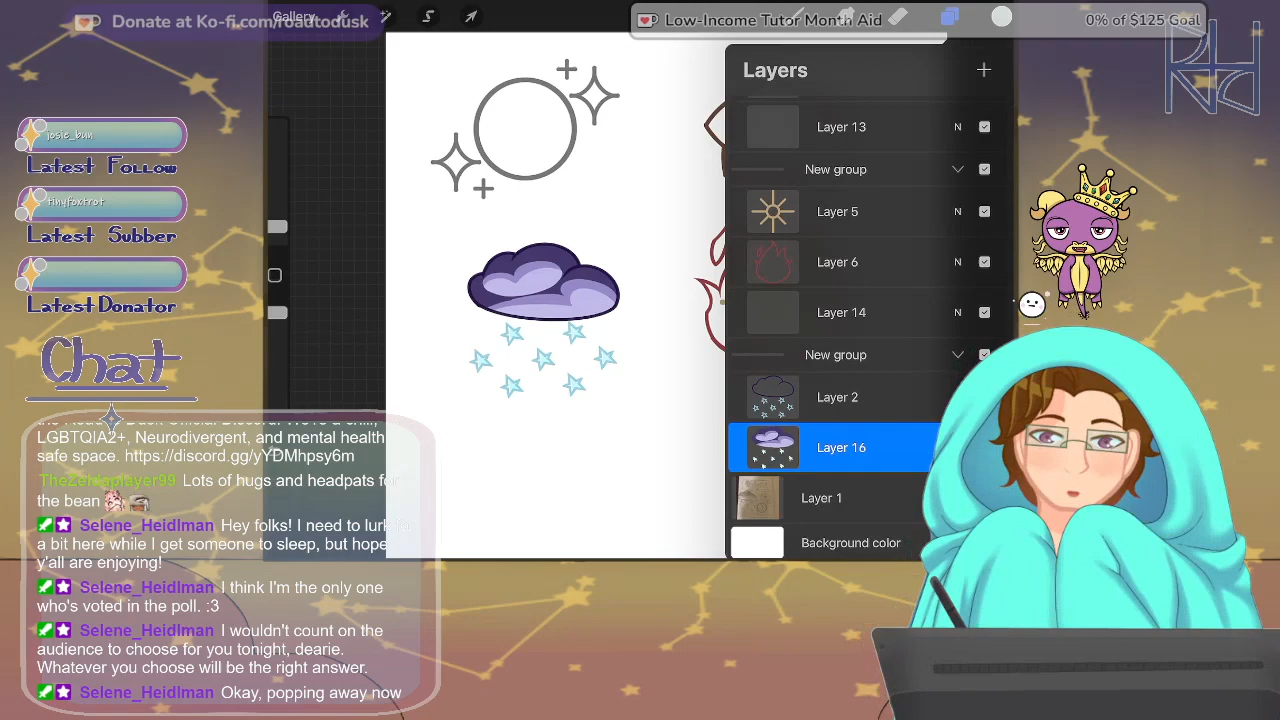 Donate at Ko-fi.com/roadtodusk
Gallery
Low-Income Tutor Month Aid
0% of $125 Goal
josie_bun
Latest Follow
tinyfoxtrot
Latest Subber
Latest Donator
Chat
LGBTQIA2+, Neurodivergent, and mental health
safe space. https://discord.gg/yYDMhpsy6m
TheZeldaplayer99 Lots of hugs and headpats for
the bean
Selene_Heidlman Hey folks! I need to lurk for
a bit here while I get someone to sleep, but hope
y'all are enjoying!
Selene_Heidlman I think I'm the only one
who's voted in the poll. :3
Selene_Heidlman I wouldn't count on the
audience to choose for you tonight, dearie.
Whatever you choose will be the right answer.
Selene_Heidlman Okay, popping away now
Layers
Layer 13
N
New group
Layer 5
N
Layer 6
N
Layer 14
N
New group
Layer 2
Layer 16
Layer 1
Background color